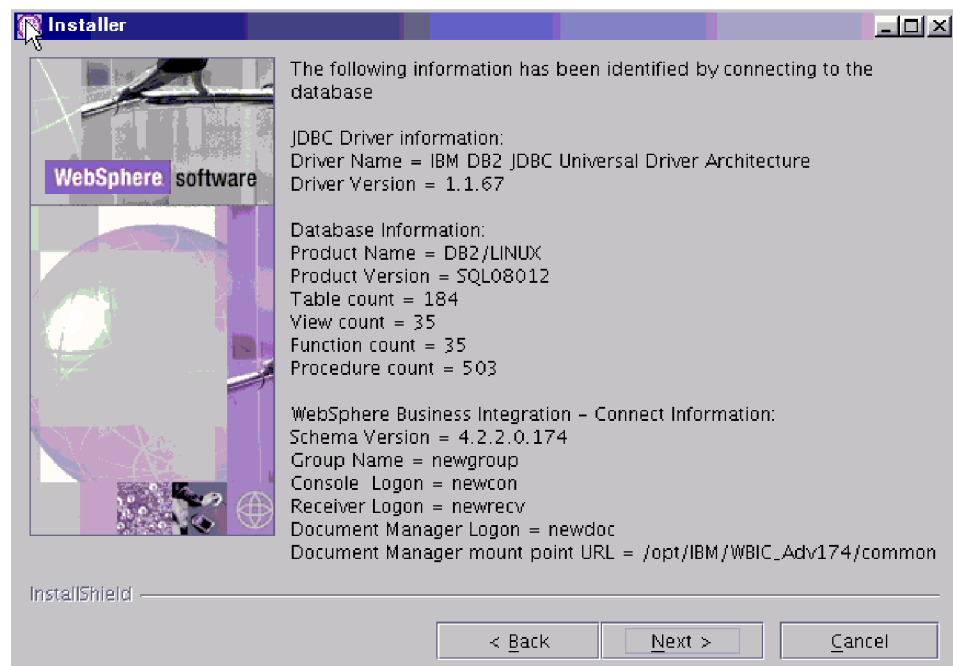 Installer
The following information has been identified by connecting to the
database
JDBC Driver information:
Driver Name = IBM DB2 JDBC Universal Driver Architecture
Driver Version = 1.1.67
WebSphere software
Database Information:
Product Name = DB2/LINUX
Product Version = SQL08012
Table count = 184
View count = 35
Function count = 35
Procedure count = 503
WebSphere Business Integration – Connect Information:
Schema Version = 4.2.2.0.174
Group Name = newgroup
Console  Logon = newcon
Receiver Logon = newrecv
Document Manager Logon = newdoc
Document Manager mount point URL = /opt/IBM/WBIC_Adv174/common
InstallShield
< Back
Next >
Cancel